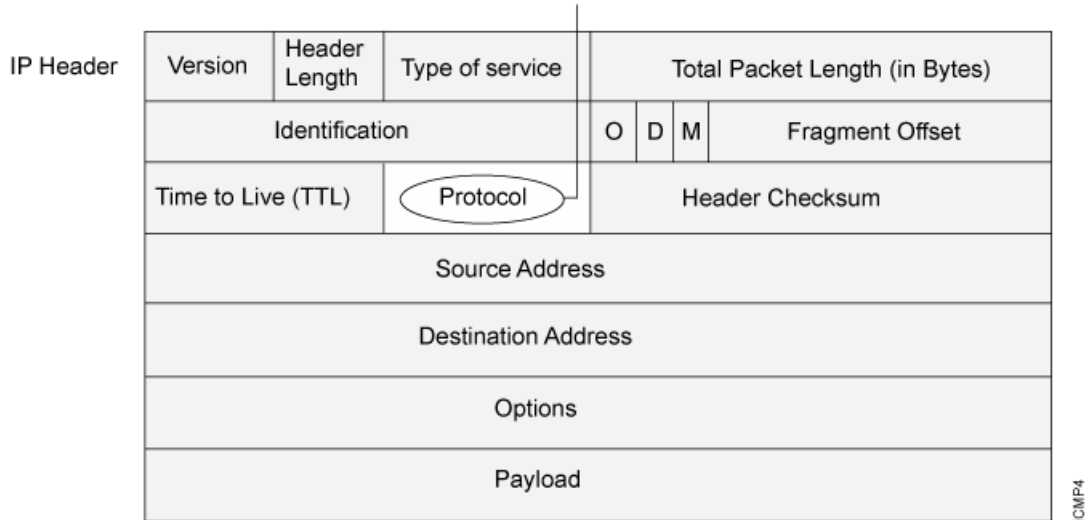 IP Header
Version
Header
Length
Type of service
Total Packet Length (in Bytes)
Identification
O
D
M
Fragment Offset
Time to Live (TTL)
Protocol
Header Checksum
Source Address
Destination Address
Options
Payload
CMP4